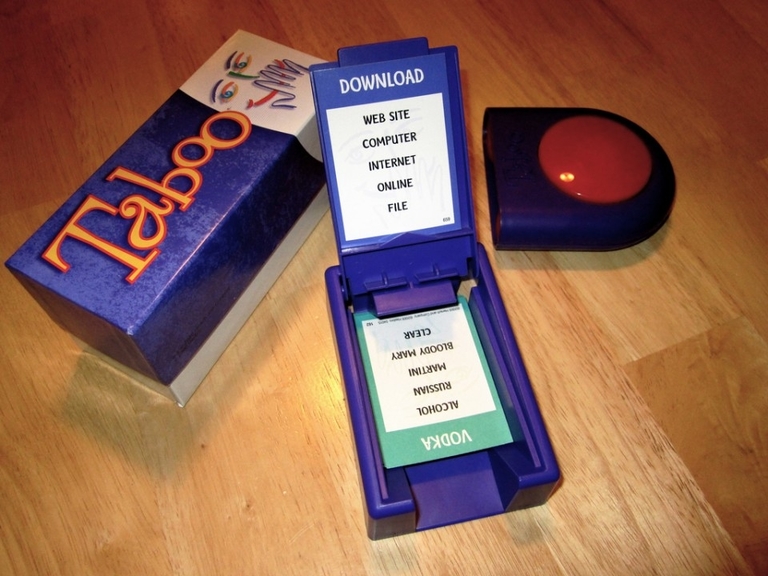 Taboo
DOWNLOAD
WEB SITE
COMPUTER
INTERNET
ONLINE
FILE
VODKA
ALCOHOL
RUSSIAN
MARTINI
BLOODY MARY
CLEAR